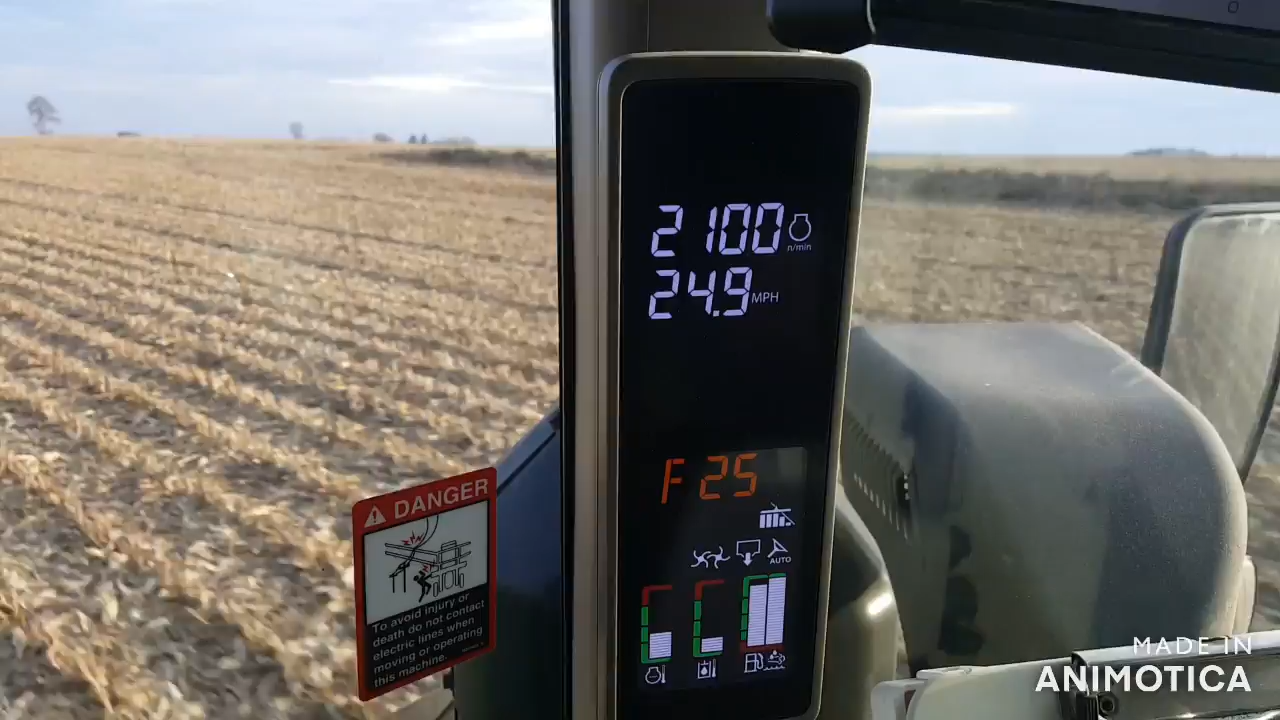 2100
n/min
24.9 MPH
F 25
AUTO
DANGER
To avoid injury or
death do not contact
electric lines when
moving or operating
this machine.
MADE IN
ANIMOTICA